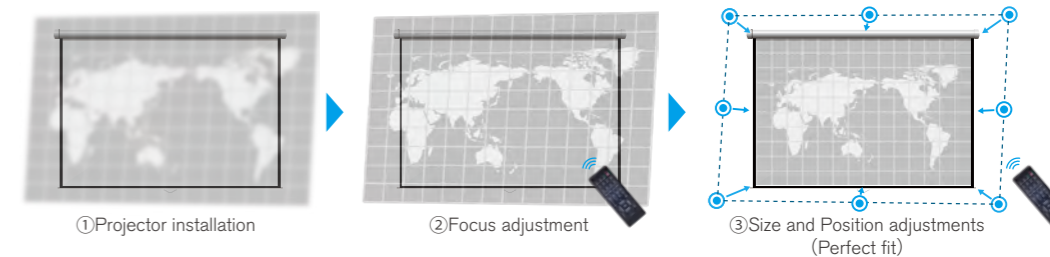 ①Projector installation
②Focus adjustment
③Size and Position adjustments
(Perfect fit)